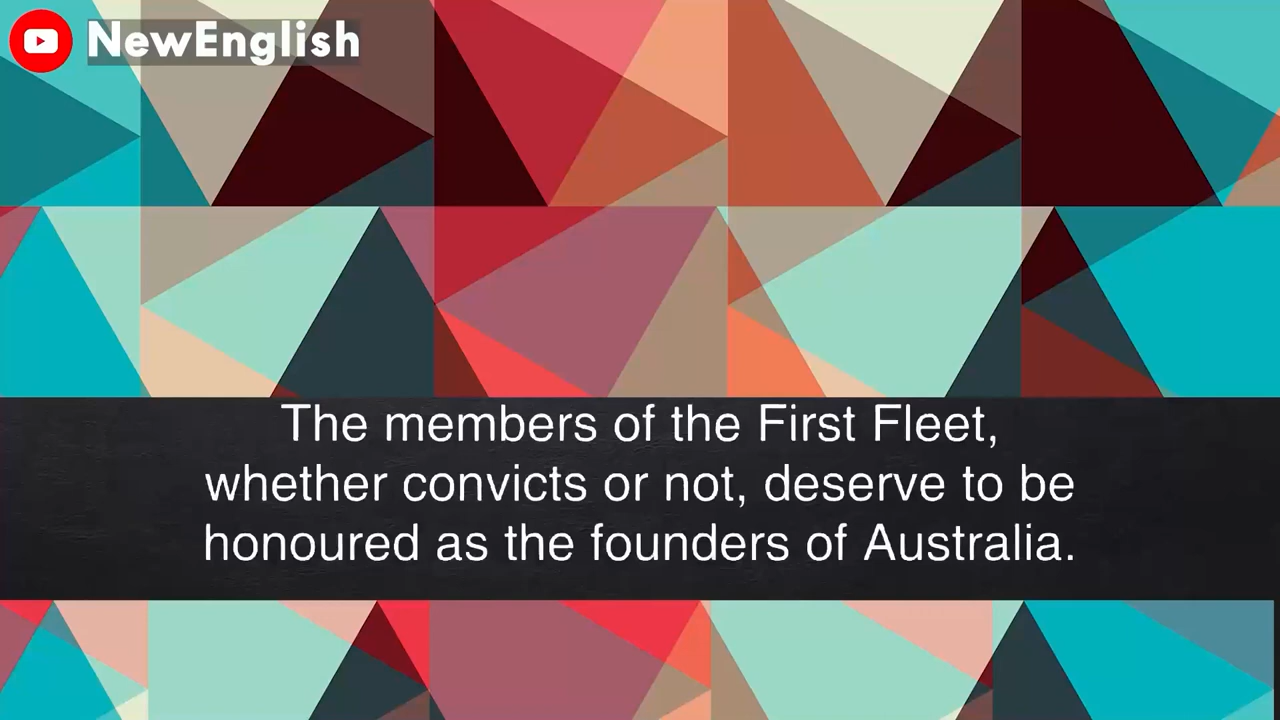 NewEnglish
The members of the First Fleet,
whether convicts or not, deserve to be
honoured as the founders of Australia.